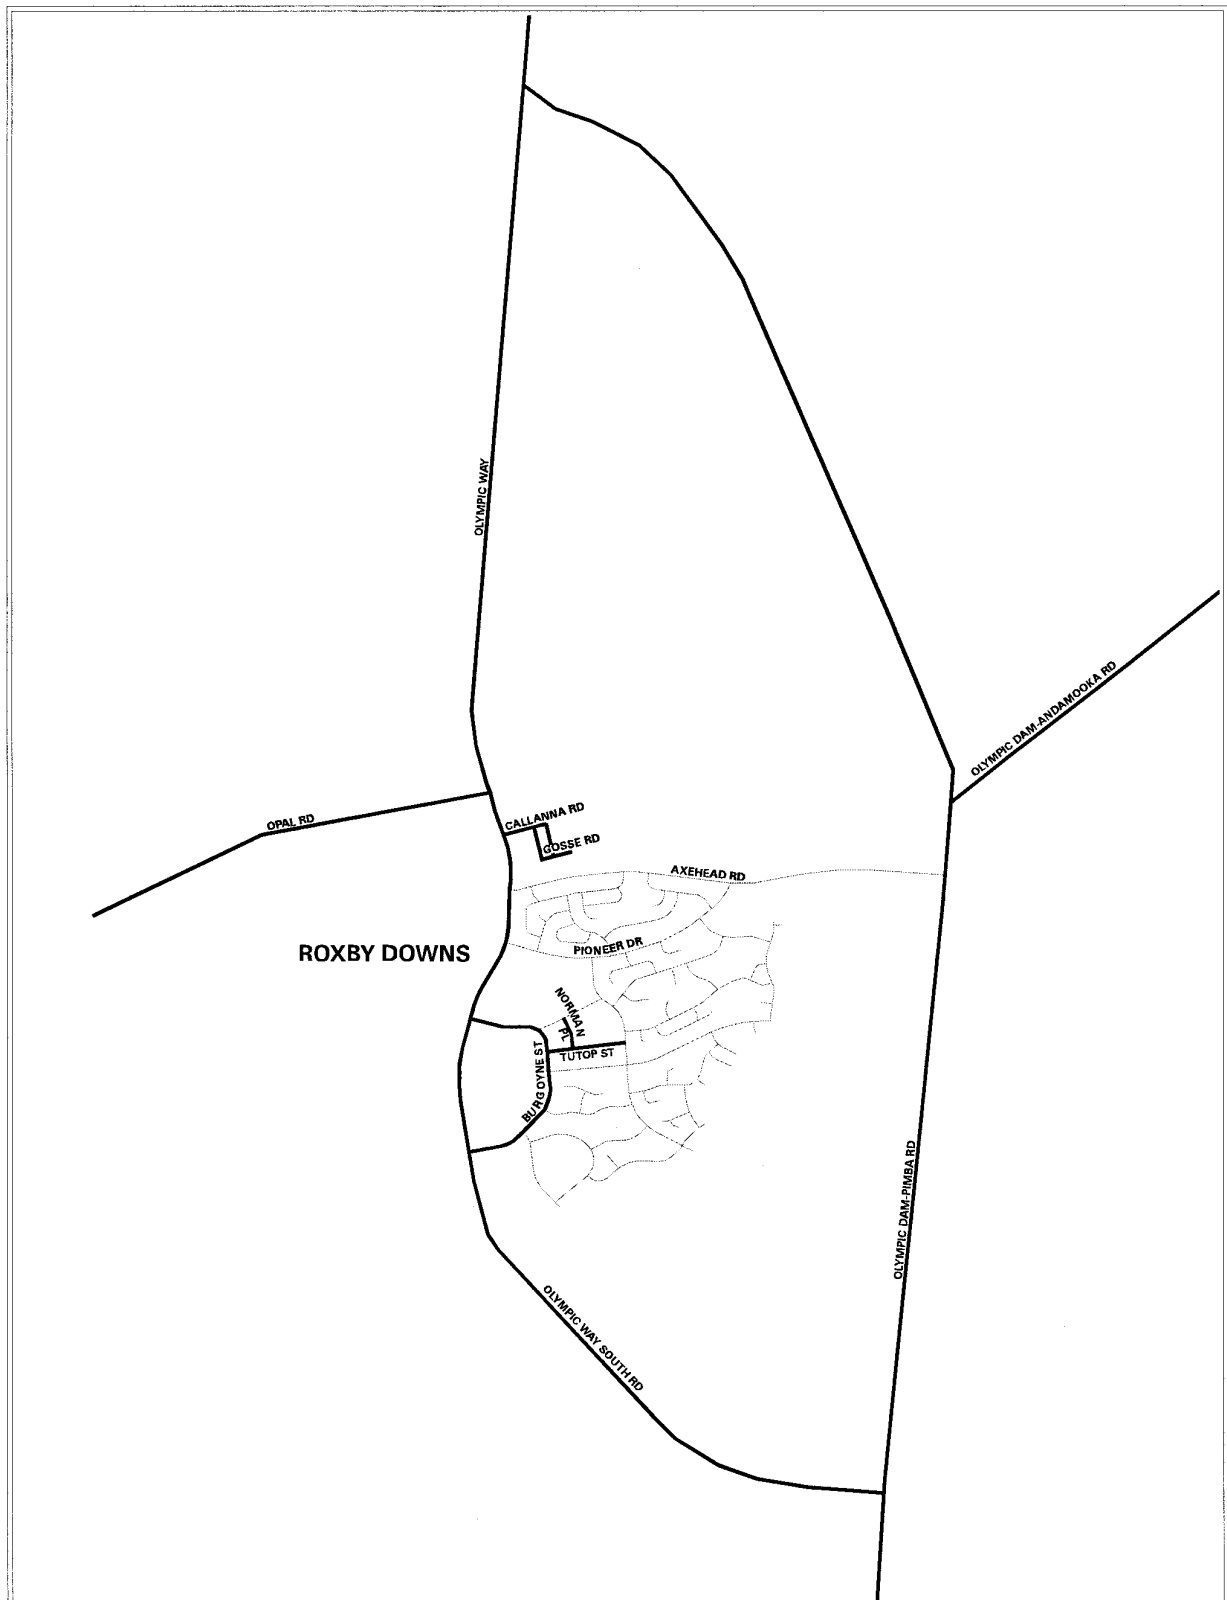 OLYMPIC WAY
OLYMPIC DAM-ANDAMOOKA RD
OPAL RD
CALLANNA RD
GOSSE RD
AXEHEAD RD
ROXBY DOWNS
PIONEER DR
NORMAN
PL
TUTOP ST
BURGOYNE ST
OLYMPIC DAM-PIMBA RD
OLYMPIC WAY SOUTH RD